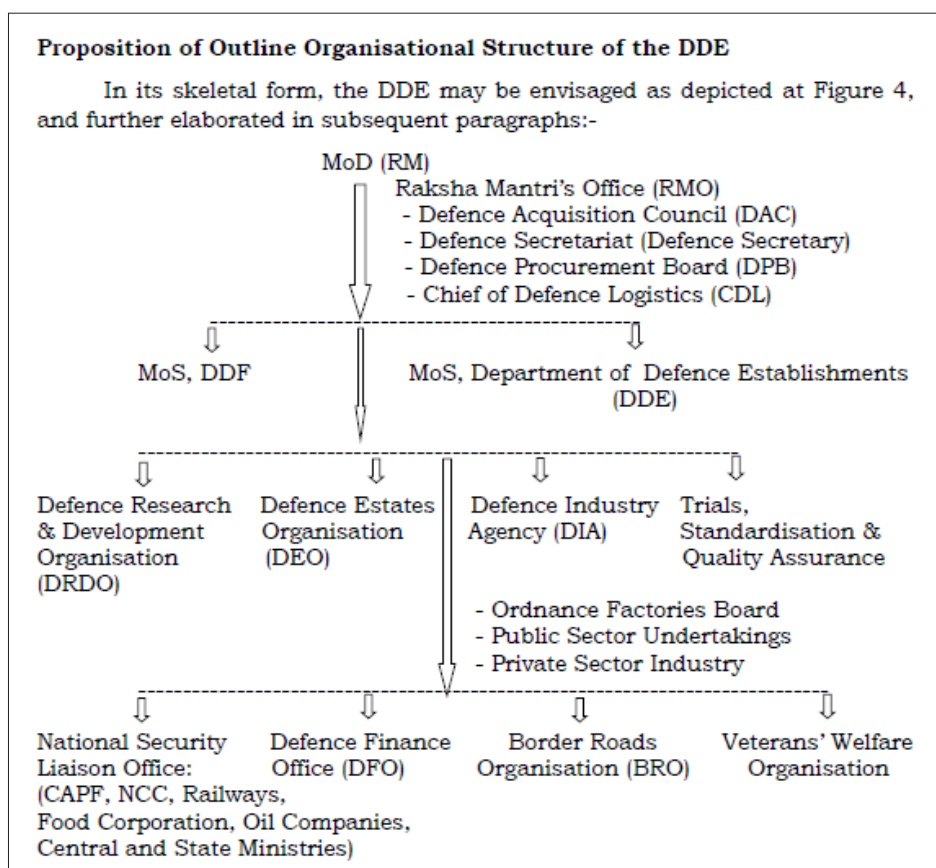 Proposition of Outline Organisational Structure of the DDE
In its skeletal form, the DDE may be envisaged as depicted at Figure 4,
and further elaborated in subsequent paragraphs:-
MoD (RM)
Raksha Mantri's Office (RMO)
- Defence Acquisition Council (DAC)
- Defence Secretariat (Defence Secretary)
- Defence Procurement Board (DPB)
- Chief of Defence Logistics (CDL)
MoS, DDF
MoS, Department of Defence Establishments
(DDE)
Defence Research
& Development
Organisation
(DRDO)
Defence Estates
Organisation
(DEO)
Defence Industry
Agency (DIA)
Trials,
Standardisation &
Quality Assurance
- Ordnance Factories Board
- Public Sector Undertakings
- Private Sector Industry
National Security
Liaison Office:
(CAPF, NCC, Railways,
Food Corporation, Oil Companies,
Central and State Ministries)
Defence Finance
Office (DFO)
Border Roads
Organisation (BRO)
Veterans' Welfare
Organisation